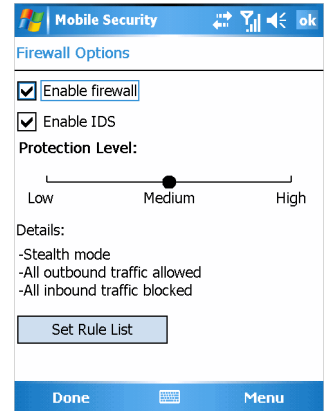 Mobile Security ok
Firewall Options
Enable firewall
Enable IDS
Protection Level:
Low Medium High
Details:
-Stealth mode
-All outbound traffic allowed
-All inbound traffic blocked
Set Rule List
Done Menu